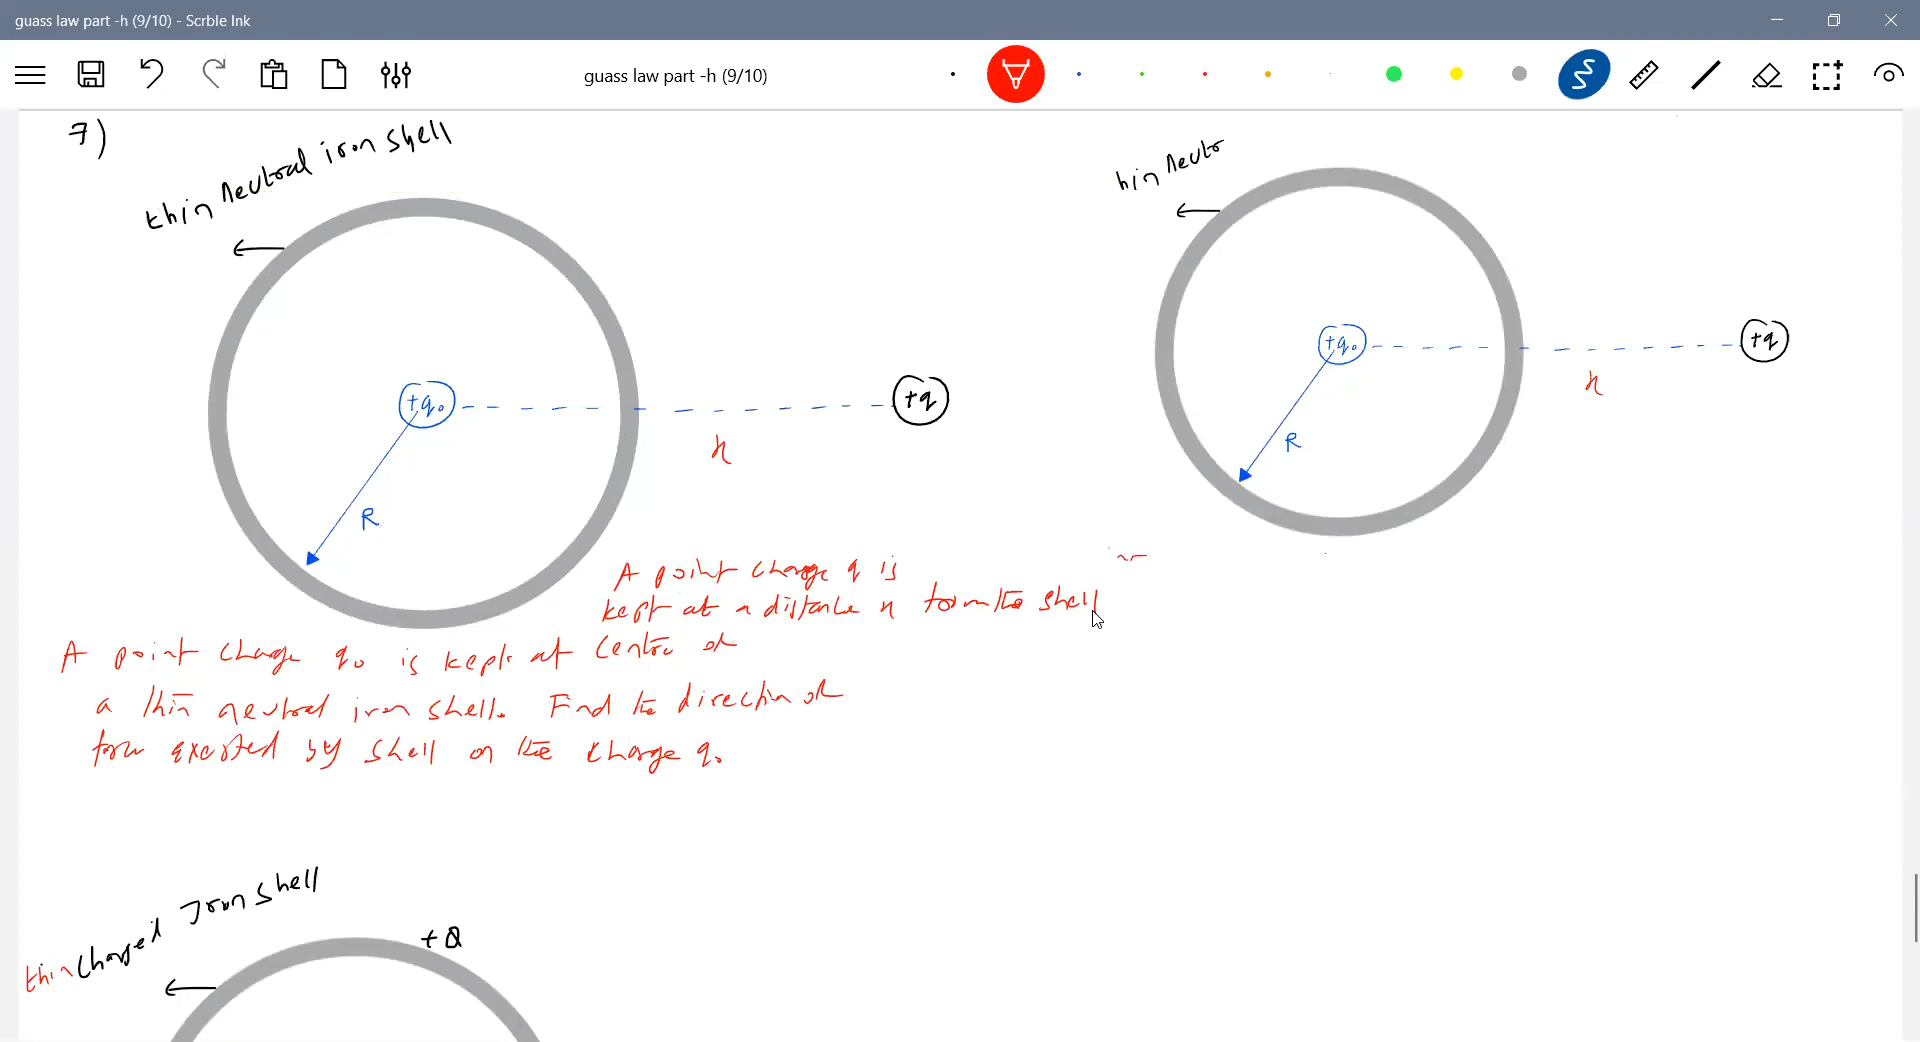 guass law part -h (9/10) - Scrble Ink
guass law part -h (9/10)
7)
thin Neutral iron shell
+q₀
+q
x
R
hin Neutr
+q₀
+q
x
R
A point charge q is
kept at a distance x from the shell
A point charge q₀ is kept at centre of
a thin neutral iron shell. Find the direction of
force exerted by shell on the charge q₀
thin Charged Iron shell
+Q